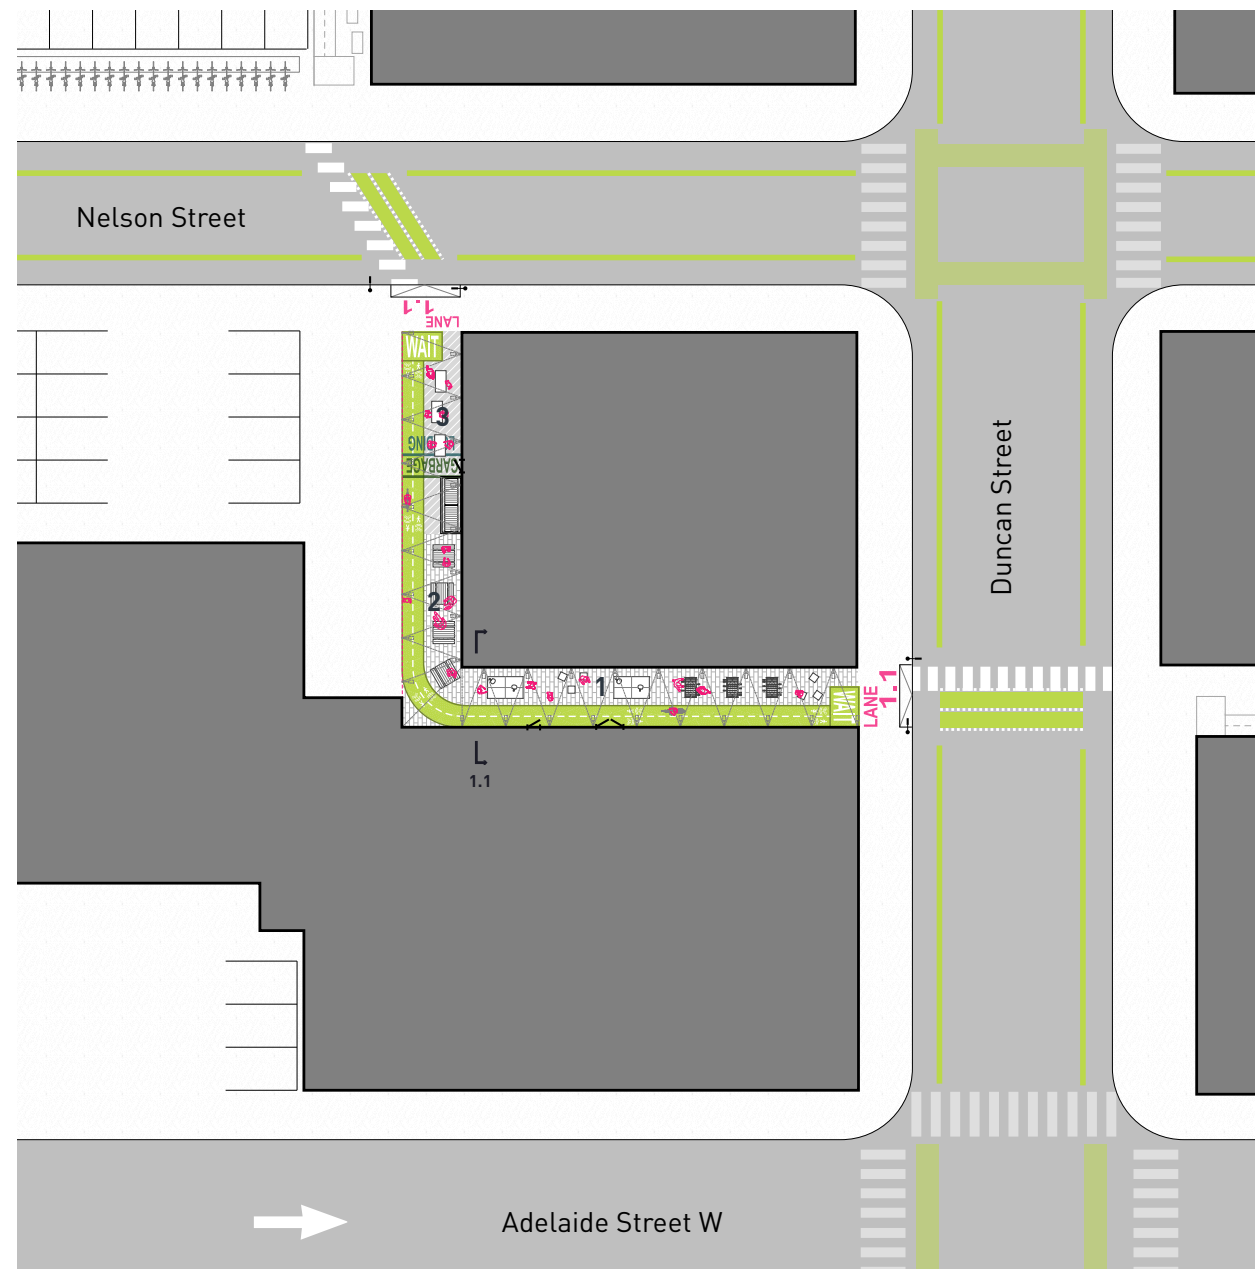 Nelson Street
1.1
LANE
WAIT
3
GARBAGE
Duncan Street
2
1
WAIT
LANE
1.1
1.1
Adelaide Street W